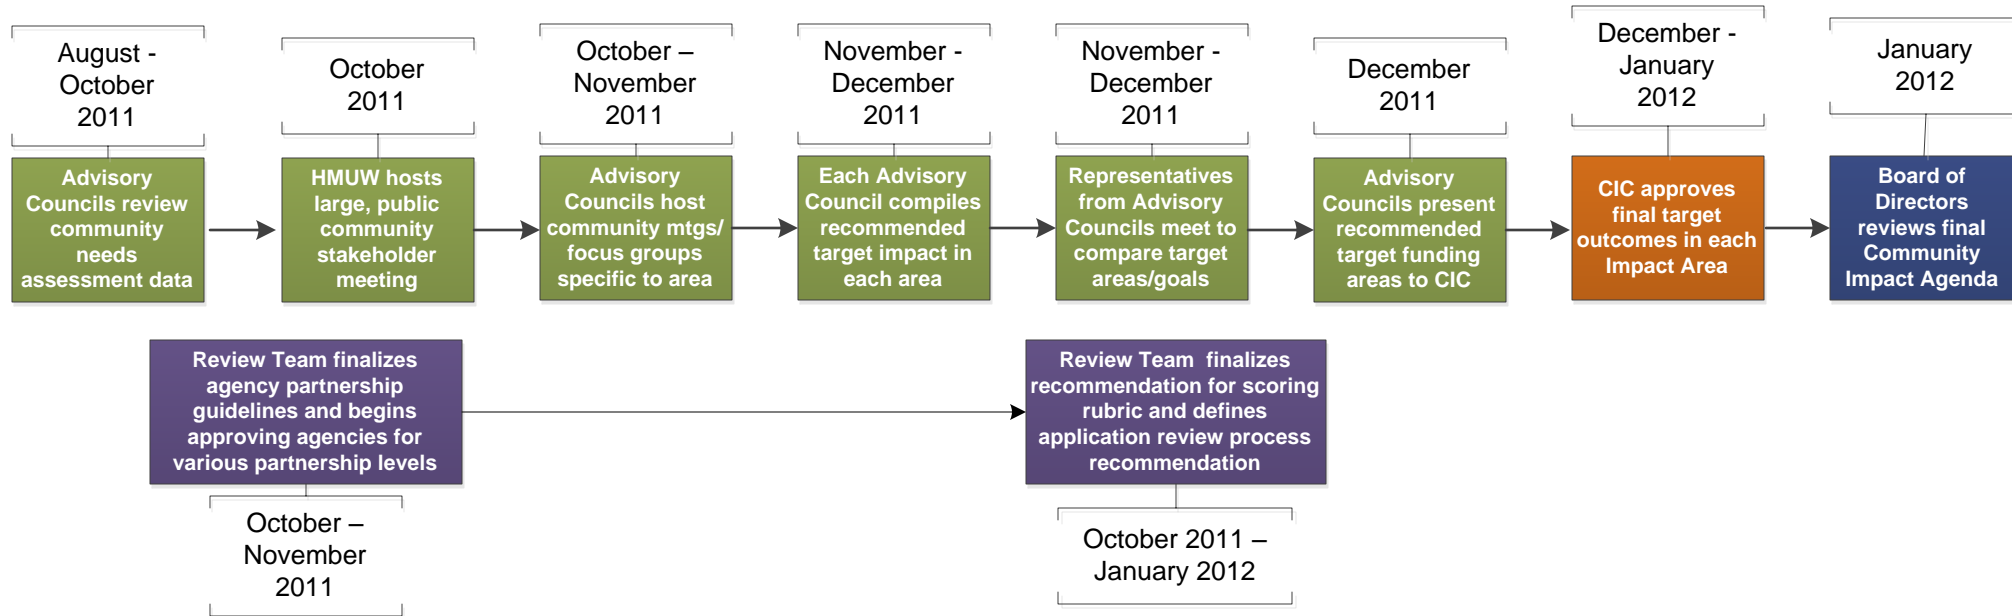 August -
October
2011
October
2011
October –
November
2011
November -
December
2011
November -
December
2011
December
2011
December -
January
2012
January
2012
Advisory
Councils review
community
needs
assessment data
HMUW hosts
large, public
community
stakeholder
meeting
Advisory
Councils host
community mtgs/
focus groups
specific to area
Each Advisory
Council compiles
recommended
target impact in
each area
Representatives
from Advisory
Councils meet to
compare target
areas/goals
Advisory
Councils present
recommended
target funding
areas to CIC
CIC approves
final target
outcomes in each
Impact Area
Board of
Directors
reviews final
Community
Impact Agenda
Review Team finalizes
agency partnership
guidelines and begins
approving agencies for
various partnership levels
Review Team finalizes
recommendation for scoring
rubric and defines
application review process
recommendation
October –
November
2011
October 2011 –
January 2012